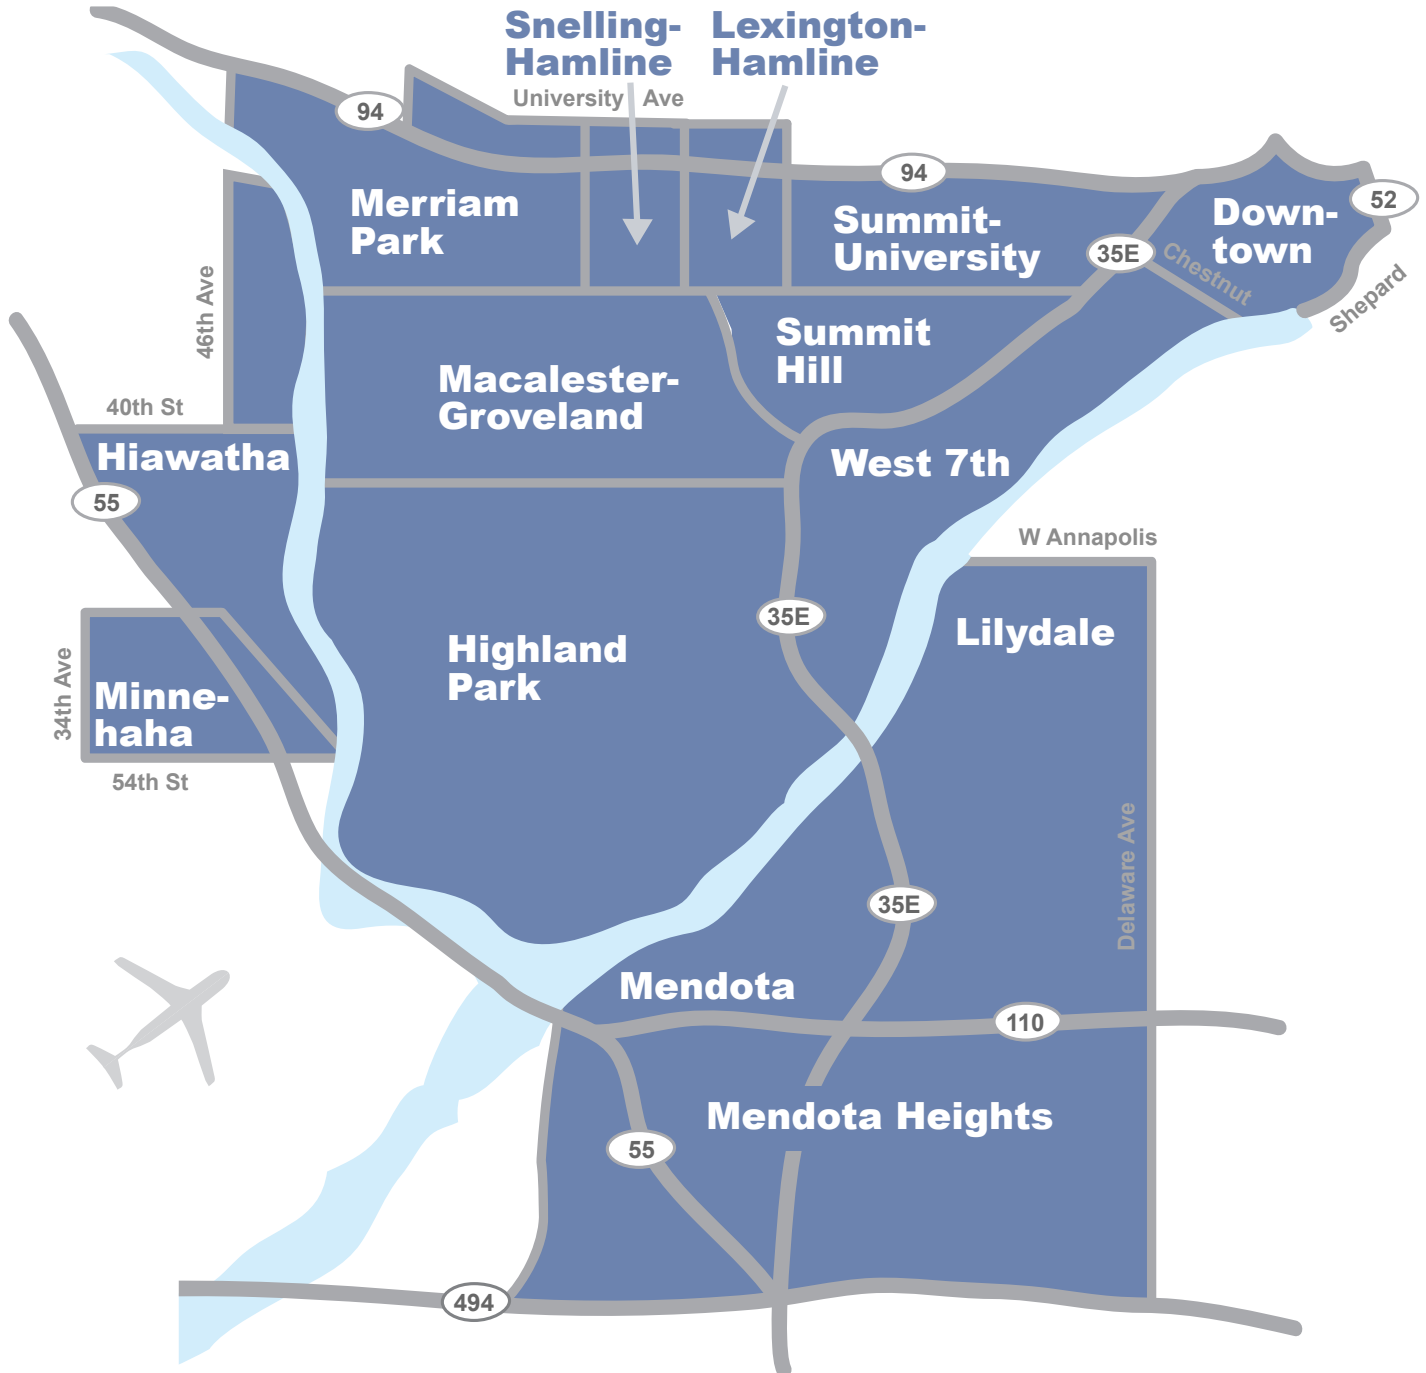 Snelling-
Hamline
Lexington-
Hamline
University Ave
94
94
52
Merriam
Park
Summit-
University
35E
Chestnut
Down-
town
Shepard
46th Ave
Summit
Hill
Macalester-
Groveland
40th St
Hiawatha
West 7th
55
W Annapolis
35E
Lilydale
Highland
Park
34th Ave
Minne-
haha
54th St
Delaware Ave
35E
Mendota
110
Mendota Heights
55
494